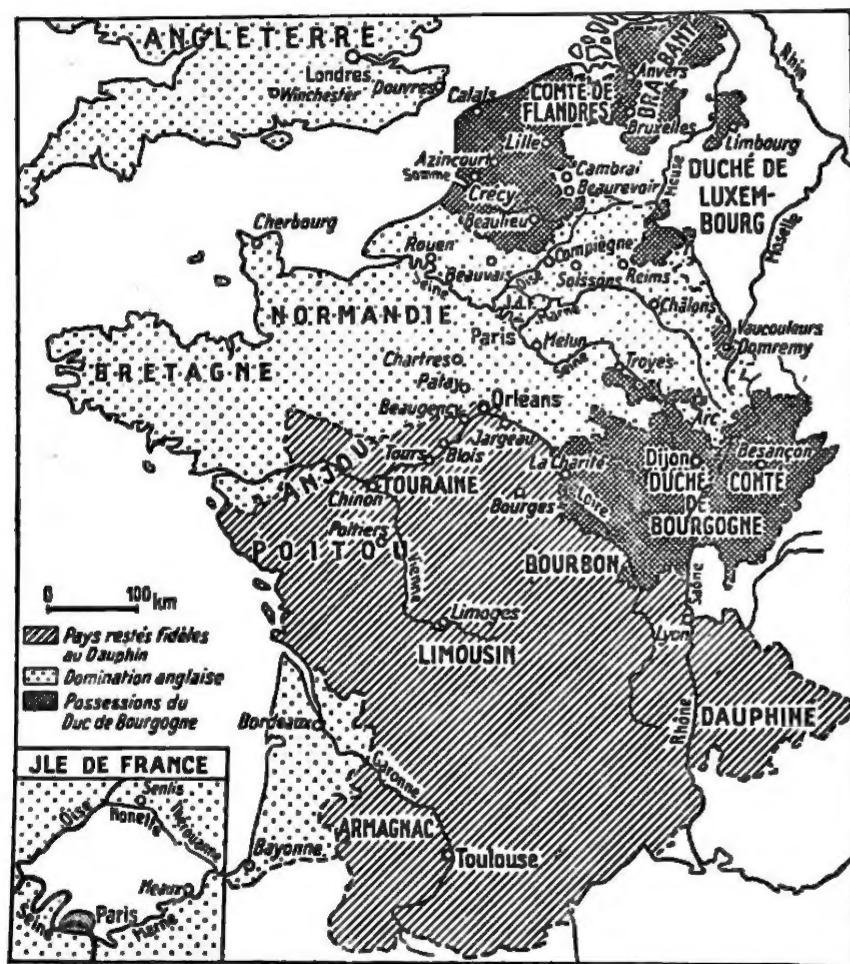 ANGLETERRE
Londres
Winchester
Douvres
Calais
COMTE DE
FLANDRES
BRABANT
Anvers
Bruxelles
Rhin
Limbourg
DUCHÉ DE
LUXEM-
BOURG
Meuse
Moselle
Lille
Azincourt
Somme
Crécy
Cambrai
Beaurevoir
Beaulieu
Cherbourg
Rouen
Seine
Beauvais
Oise
Compiègne
Soissons
Reims
J.d.F.
Marne
Châlons
NORMANDIE
Paris
Melun
Seine
Vaucouleurs
Domremy
BRETAGNE
Chartres
Patay
Troyes
Orléans
Beaugency
Jargeau
Arc
ANJOU
Tours
Blois
TOURAINE
Chinon
La Charité
Loire
Dijon
DUCHÉ
DE
BOURGOGNE
Besançon
COMTÉ
Bourges
Poitiers
POITOU
Vienne
BOURBON
Saône
Limoges
LIMOUSIN
Lyon
Rhône
DAUPHINE
0 100 km
Pays restés fidèles
au Dauphin
Domination anglaise
Possessions du
Duc de Bourgogne
Bordeaux
Garonne
ARMAGNAC
Toulouse
Bayonne
JLE DE FRANCE
Senlis
Oise
Nonette
Meaux
Seine
Paris
Marne